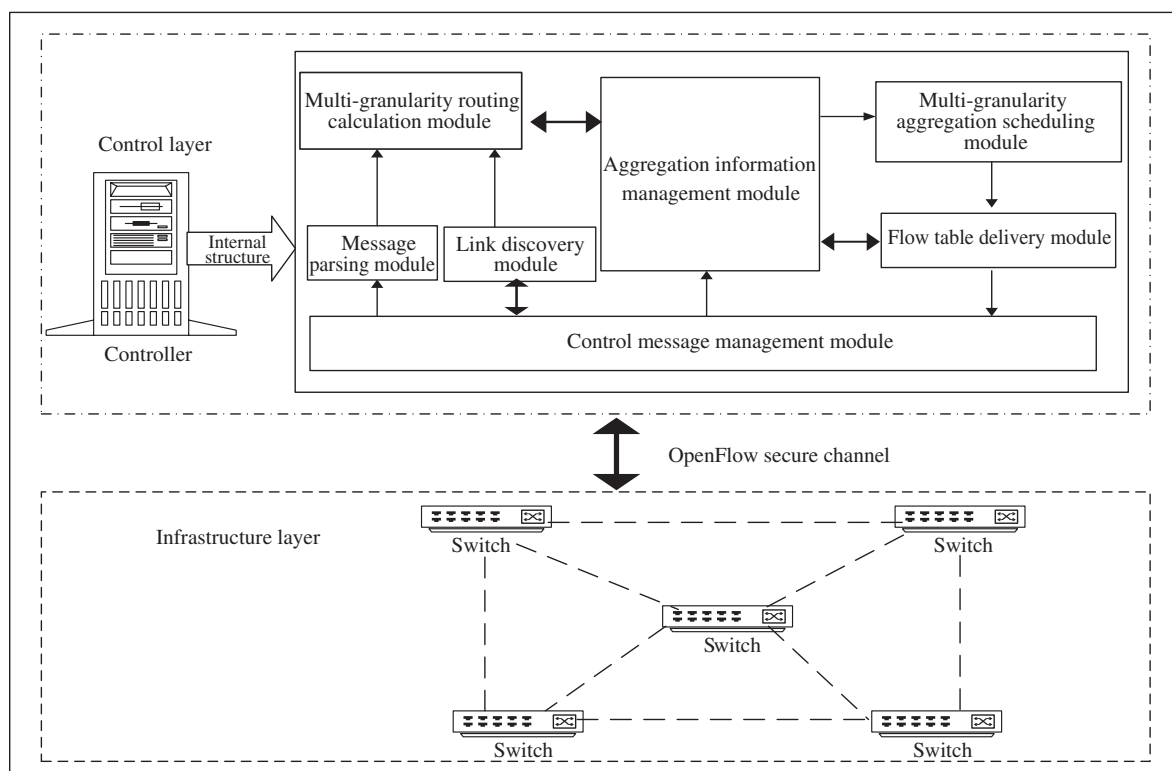 Control layer
Controller
Internal
structure
Multi-granularity routing
calculation module
Aggregation information
management module
Multi-granularity
aggregation scheduling
module
Message
parsing module
Link discovery
module
Flow table delivery module
Control message management module
OpenFlow secure channel
Infrastructure layer
Switch
Switch
Switch
Switch
Switch